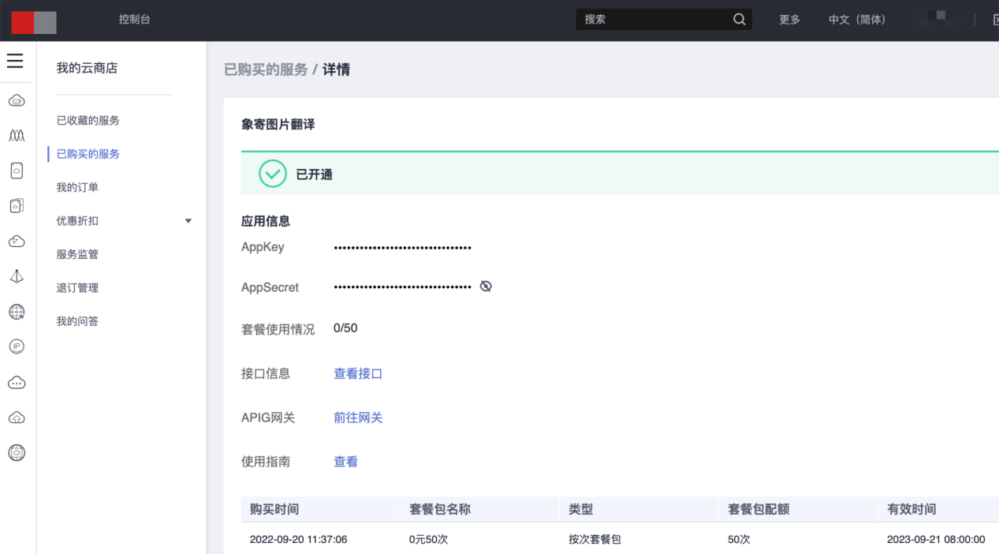 控制台
搜索
更多
中文（简体）
我的云商店
已收藏的服务
已购买的服务
我的订单
优惠折扣
服务监管
退订管理
我的问答
已购买的服务 / 详情
象寄图片翻译
已开通
应用信息
AppKey ••••••••••••••••••••••••••••••••
AppSecret ••••••••••••••••••••••••••••••••
套餐使用情况 0/50
接口信息 查看接口
APIG网关 前往网关
使用指南 查看
购买时间 套餐包名称 类型 套餐包配额 有效时间
2022-09-20 11:37:06 0元50次 按次套餐包 50次 2023-09-21 08:00:00